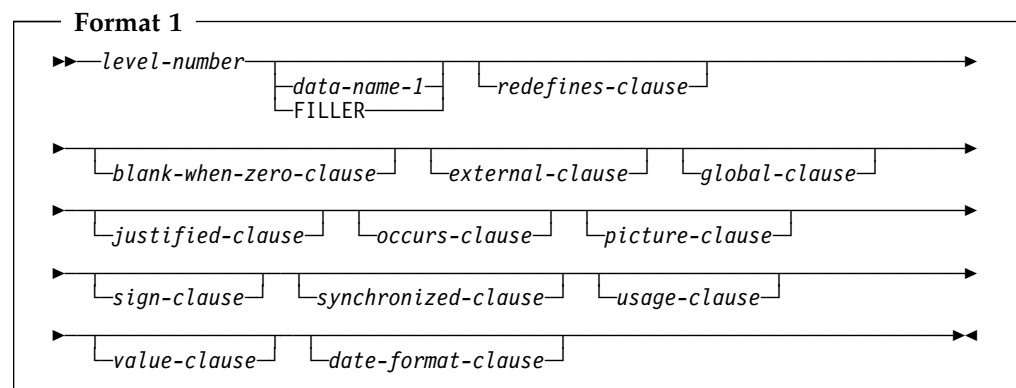 Format 1
level-number data-name-1 redefines-clause
FILLER
blank-when-zero-clause external-clause global-clause
justified-clause occurs-clause picture-clause
sign-clause synchronized-clause usage-clause
value-clause date-format-clause